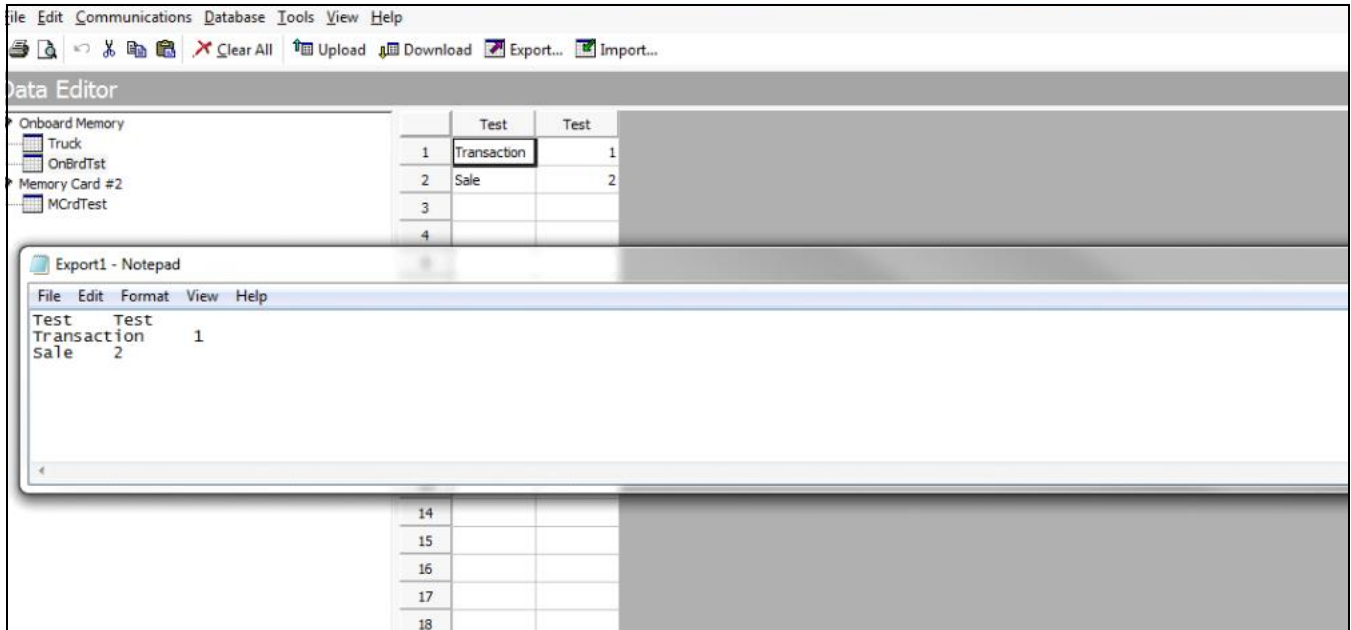 ile Edit Communications Database Tools View Help
Clear All Upload Download Export... Import...
Data Editor
Onboard Memory
Truck
OnBrdTst
Memory Card #2
MCrdTest
Test Test
1 Transaction 1
2 Sale 2
3
4
Export1 - Notepad
File Edit Format View Help
Test Test
Transaction 1
Sale 2
14
15
16
17
18